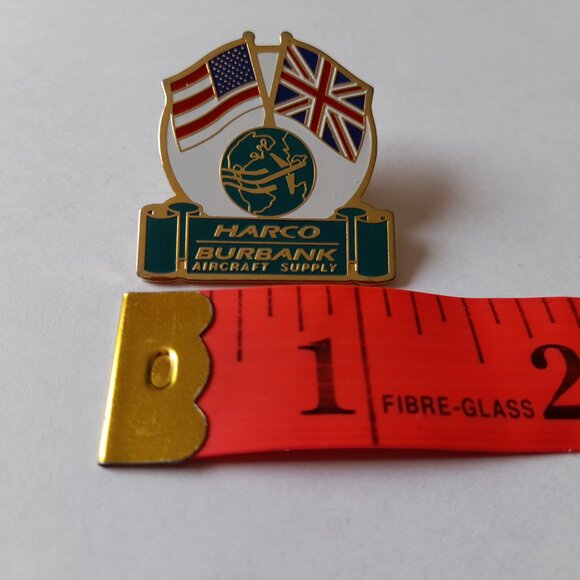 HARCO
BURBANK
AIRCRAFT SUPPLY
1 FIBRE-GLASS 2